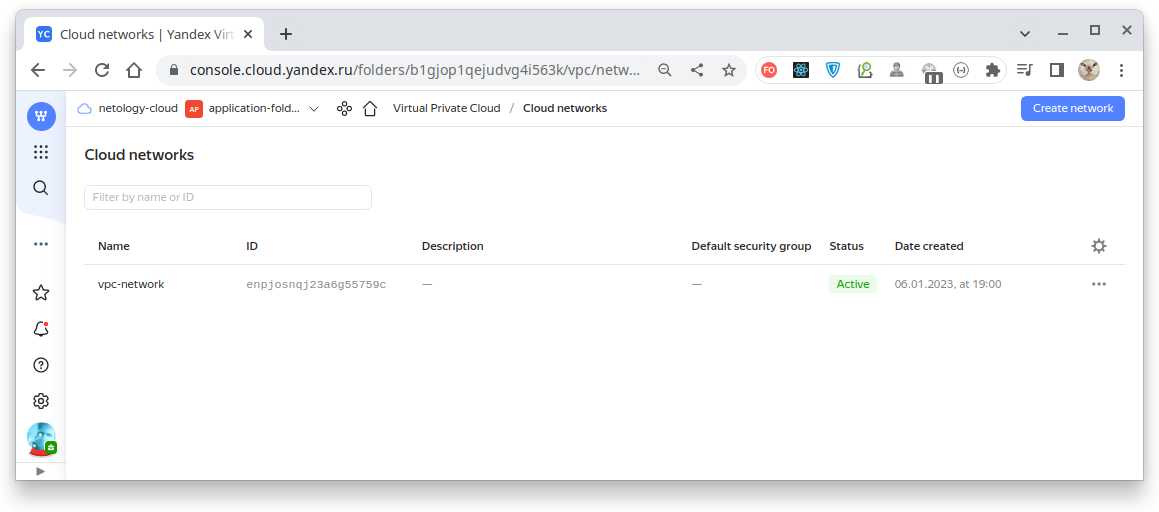 YC Cloud networks | Yandex Virt
console.cloud.yandex.ru/folders/b1gjop1qejudvg4i563k/vpc/netw...
FO
netology-cloud AP application-fold... Virtual Private Cloud / Cloud networks Create network
Cloud networks
Filter by name or ID
Name ID Description Default security group Status Date created
vpc-network enpjosnqj23a6g55759c — — Active 06.01.2023, at 19:00